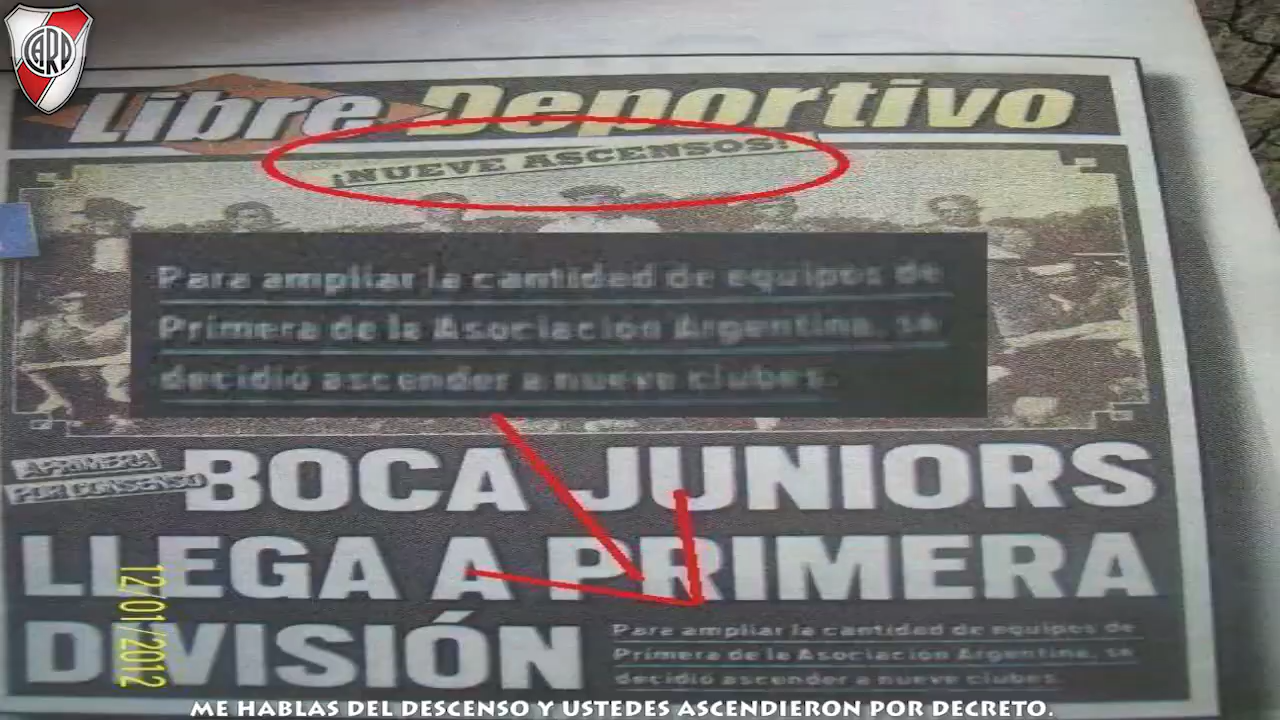 CARP
Libre Deportivo
¡NUEVE ASCENSOS!
Para ampliar la cantidad de equipos de
Primera de la Asociación Argentina, se
decidió ascender a nueve clubes.
A PRIMERA
POR CONSENSO
BOCA JUNIORS
LLEGA A PRIMERA
DIVISIÓN
Para ampliar la cantidad de equipos de
Primera de la Asociación Argentina, se
decidió ascender a nueve clubes.
12/01/2012
ME HABLAS DEL DESCENSO Y USTEDES ASCENDIERON POR DECRETO.